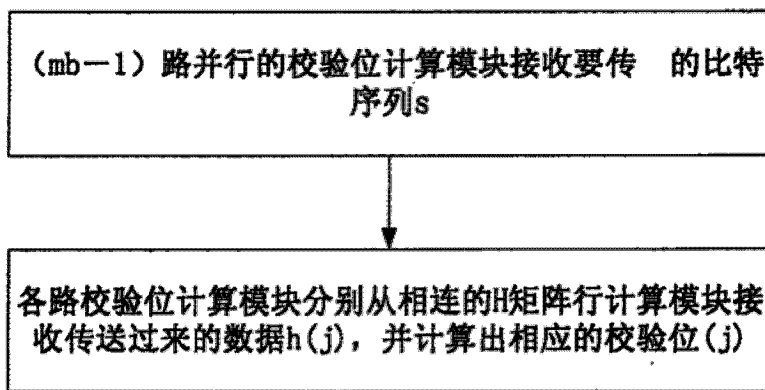 （mb－1）路并行的校验位计算模块接收要传 的比特
序列s
各路校验位计算模块分别从相连的H矩阵行计算模块接
收传送过来的数据h(j)，并计算出相应的校验位(j)